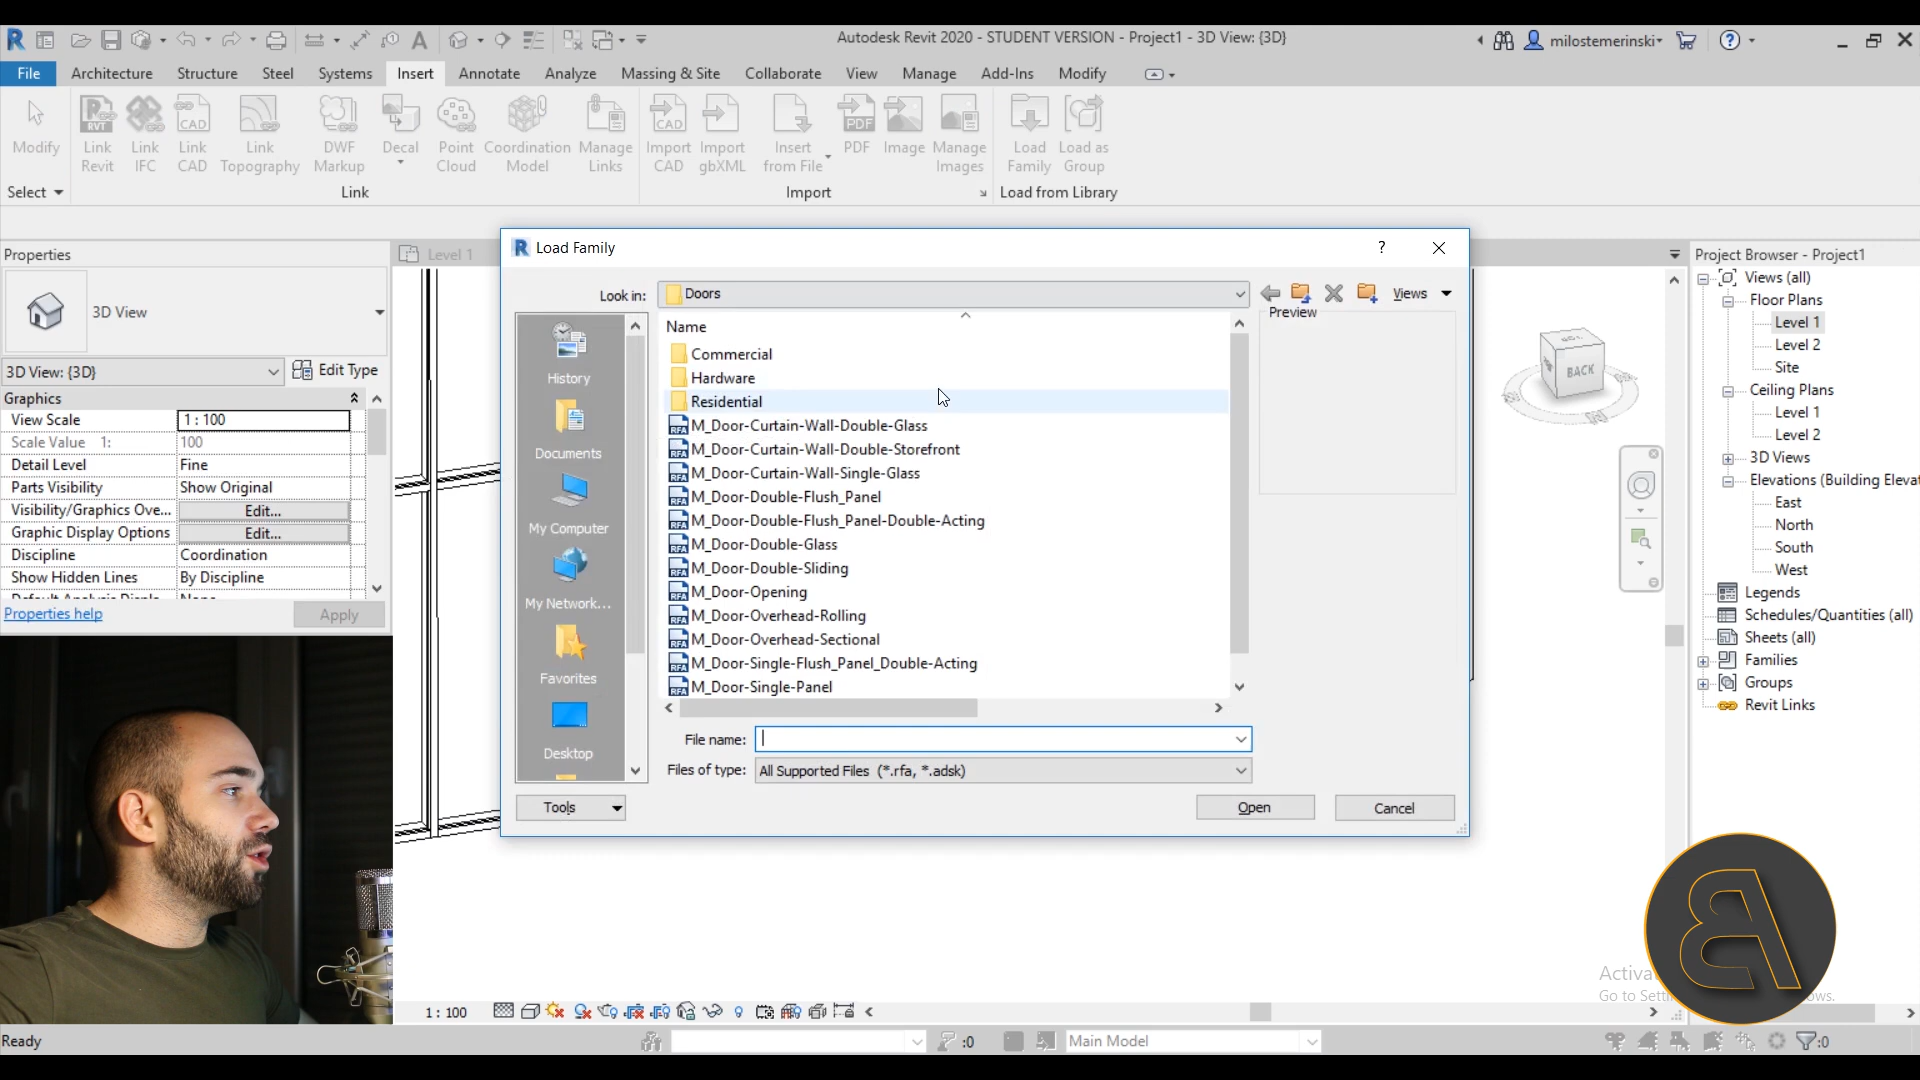 Autodesk Revit 2020 - STUDENT VERSION - Project1 - 3D View: {3D}
milostemerinski
File Architecture Structure Steel Systems Insert Annotate Analyze Massing & Site Collaborate View Manage Add-Ins Modify
Modify
Link Revit
Link IFC
Link CAD
Link Topography
DWF Markup
Decal
Point Cloud
Coordination Model
Manage Links
Import CAD
Import gbXML
Insert from File
PDF
Image
Manage Images
Load Family
Load as Group
Select
Link
Import
Load from Library
Properties
3D View
3D View: {3D}
Edit Type
Graphics
View Scale 1 : 100
Scale Value 1: 100
Detail Level Fine
Parts Visibility Show Original
Visibility/Graphics Ove... Edit...
Graphic Display Options Edit...
Discipline Coordination
Show Hidden Lines By Discipline
Properties help
Apply
Level 1
Load Family
?
Look in: Doors
Views
Preview
History
Documents
My Computer
My Network...
Favorites
Desktop
Name
Commercial
Hardware
Residential
M_Door-Curtain-Wall-Double-Glass
M_Door-Curtain-Wall-Double-Storefront
M_Door-Curtain-Wall-Single-Glass
M_Door-Double-Flush_Panel
M_Door-Double-Flush_Panel-Double-Acting
M_Door-Double-Glass
M_Door-Double-Sliding
M_Door-Opening
M_Door-Overhead-Rolling
M_Door-Overhead-Sectional
M_Door-Single-Flush_Panel_Double-Acting
M_Door-Single-Panel
File name:
Files of type: All Supported Files (*.rfa, *.adsk)
Tools
Open
Cancel
BACK
Project Browser - Project1
Views (all)
Floor Plans
Level 1
Level 2
Site
Ceiling Plans
Level 1
Level 2
3D Views
Elevations (Building Eleva
East
North
South
West
Legends
Schedules/Quantities (all)
Sheets (all)
Families
Groups
Revit Links
Activa
Go to Setti
ows.
1 : 100
Ready
:0
Main Model
:0